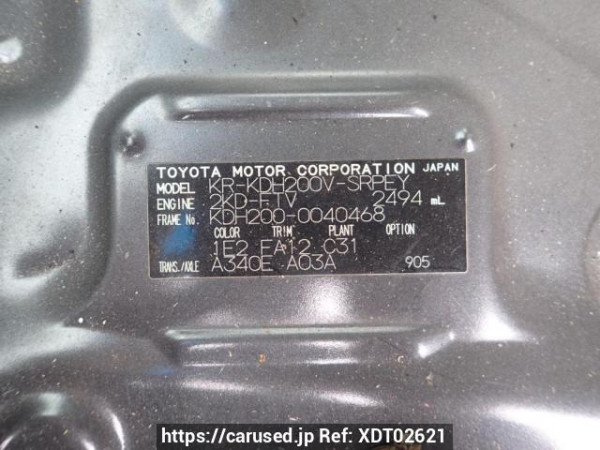 TOYOTA MOTOR CORPORATION JAPAN
MODEL KR-KDH200V-SRPEY
ENGINE 2KD-FTV 2494 mL
FRAME No. KDH200-0040468
COLOR TRIM PLANT OPTION
1E2 FA12 C31
TRANS./AXLE A340E A03A 905
https://carused.jp Ref: XDT02621